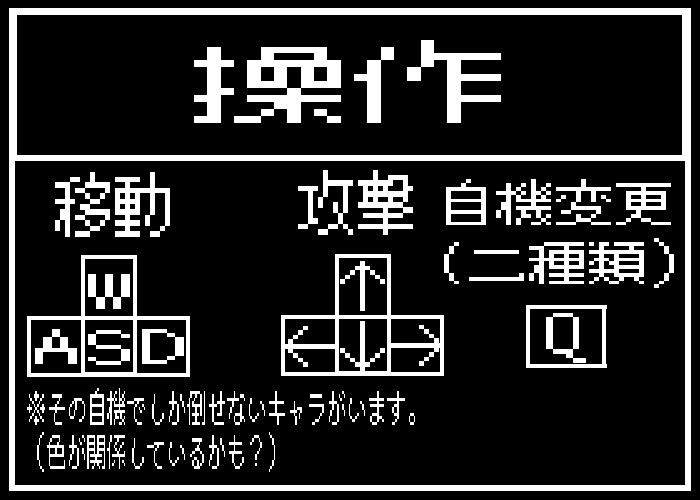 操作
移動
攻撃
自機変更
（二種類）
W
A S D
↑
← ↓ →
Q
※その自機でしか倒せないキャラがいます。
（色が関係しているかも？）